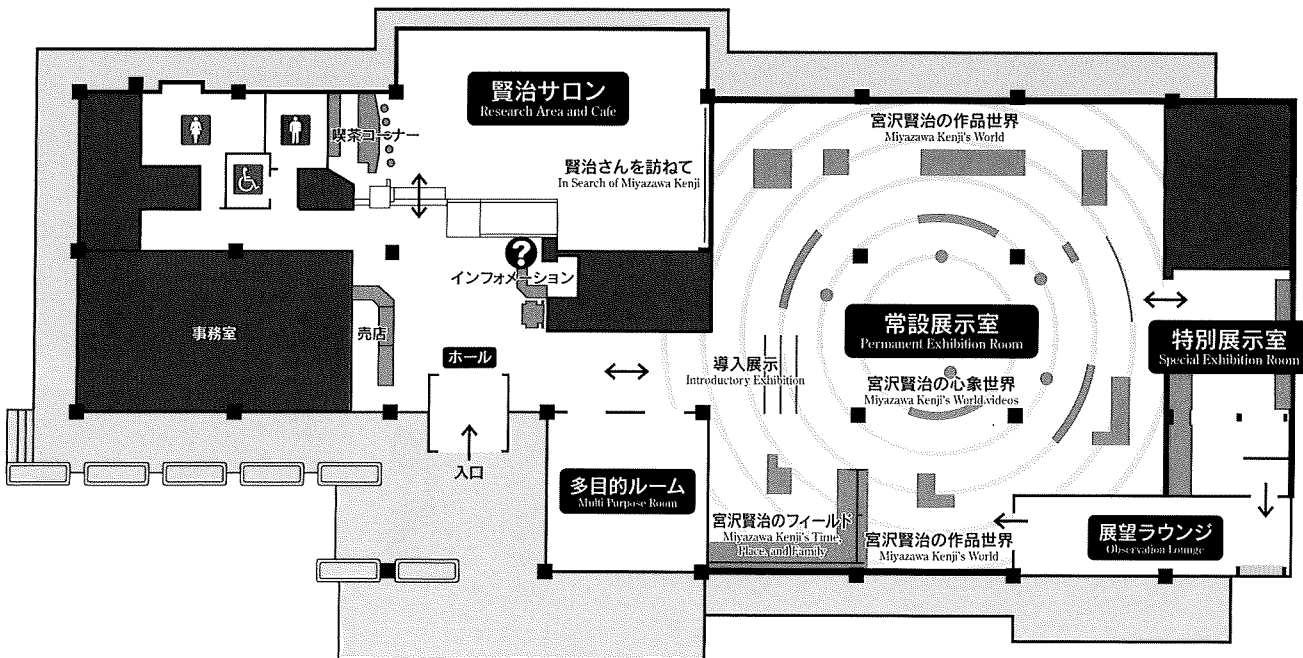 賢治サロン
Research Area and Cafe
喫茶コーナー
賢治さんを訪ねて
In Search of Miyazawa Kenji
宮沢賢治の作品世界
Miyazawa Kenji's World
?
インフォメーション
事務室
売店
ホール
入口
導入展示
Introductory Exhibition
常設展示室
Permanent Exhibition Room
宮沢賢治の心象世界
Miyazawa Kenji's World.videos
特別展示室
Special Exhibition Room
多目的ルーム
Multi Purpose Room
宮沢賢治のフィールド
Miyazawa Kenji's Time,
Place, and Family
宮沢賢治の作品世界
Miyazawa Kenji's World
展望ラウンジ
Observation Lounge